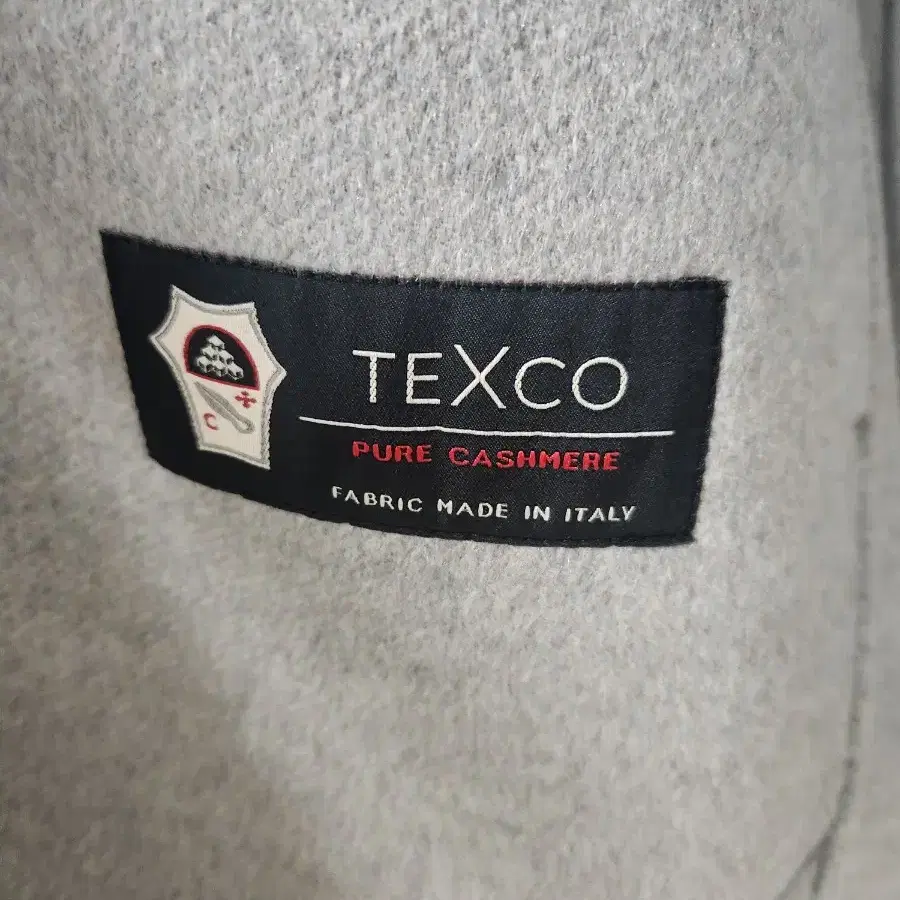 C
TEXCO
PURE CASHMERE
FABRIC MADE IN ITALY